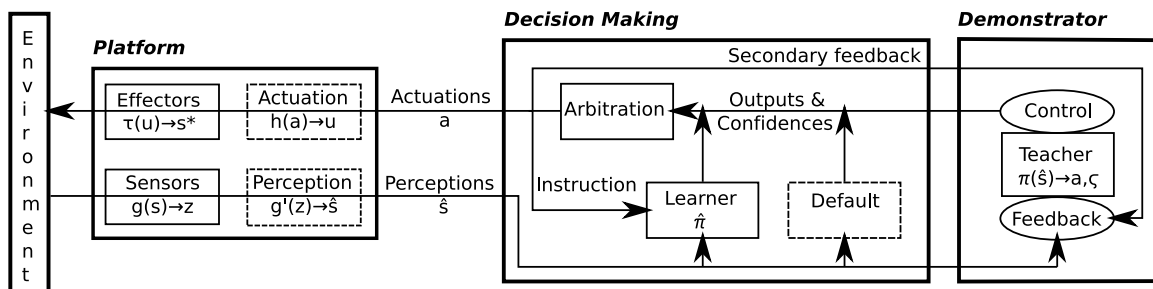 Environment
Platform
Effectors
τ(u)→s*
Actuation
h(a)→u
Sensors
g(s)→z
Perception
g'(z)→ŝ
Actuations
a
Perceptions
ŝ
Decision Making
Secondary feedback
Arbitration
Outputs &
Confidences
Instruction
Learner
π̂
Default
Demonstrator
Control
Teacher
π(ŝ)→a,ς
Feedback